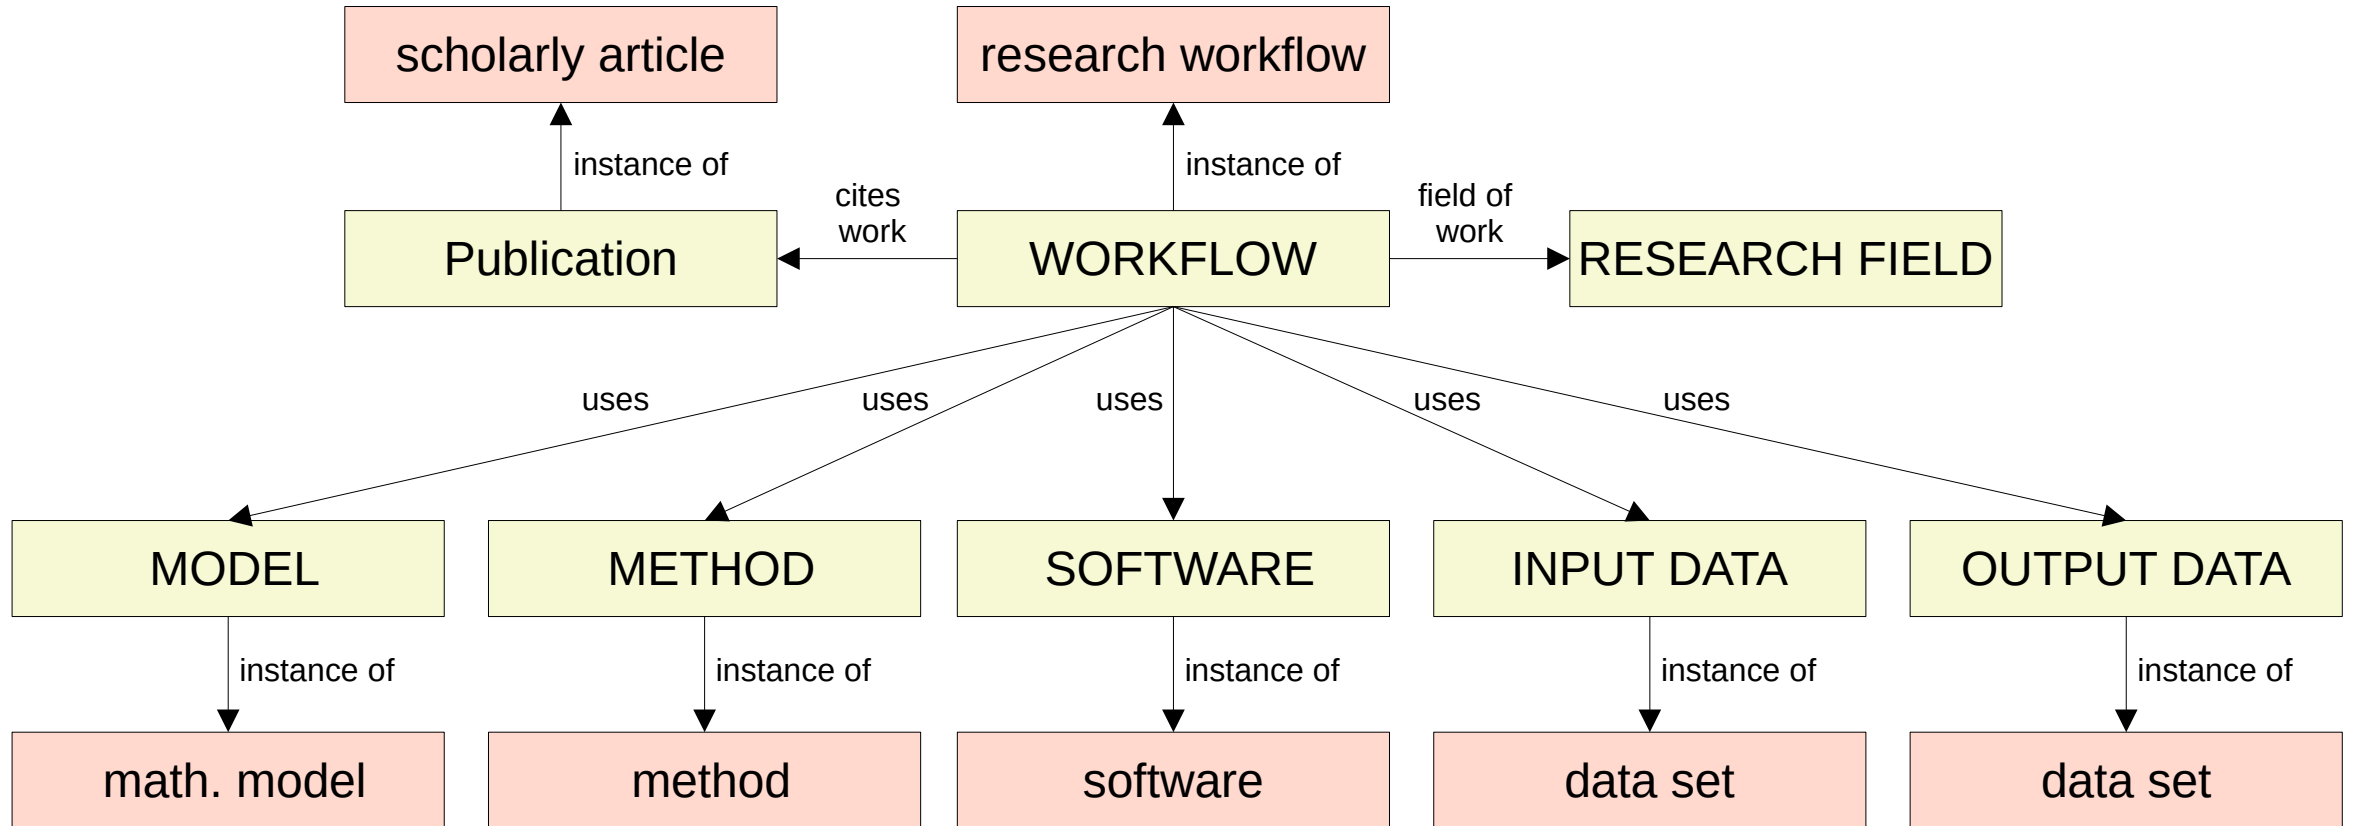 scholarly article
research workflow
instance of
instance of
cites
work
field of
work
Publication
WORKFLOW
RESEARCH FIELD
uses
uses
uses
uses
uses
MODEL
METHOD
SOFTWARE
INPUT DATA
OUTPUT DATA
instance of
instance of
instance of
instance of
instance of
math. model
method
software
data set
data set